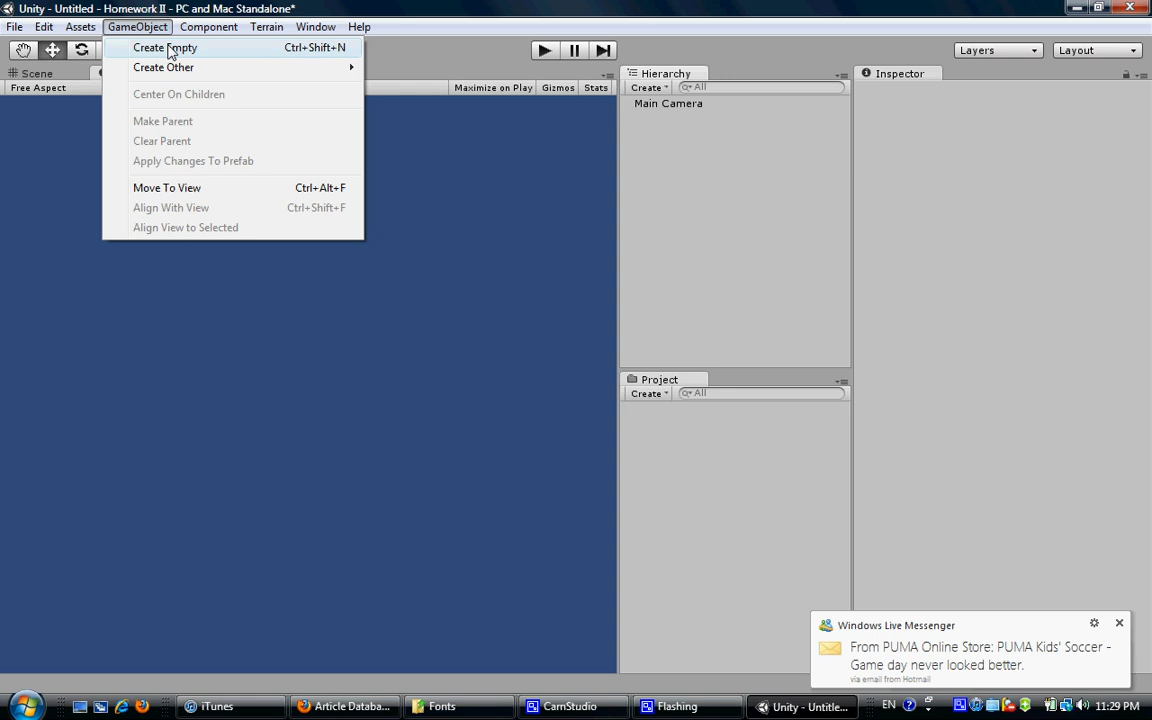 Unity - Untitled - Homework II - PC and Mac Standalone*
File Edit Assets GameObject Component Terrain Window Help
Create Empty Ctrl+Shift+N
Create Other
Center On Children
Make Parent
Clear Parent
Apply Changes To Prefab
Move To View Ctrl+Alt+F
Align With View Ctrl+Shift+F
Align View to Selected
Layers Layout
Scene
Free Aspect Maximize on Play Gizmos Stats
Hierarchy
Create All
Main Camera
Project
Create All
Inspector
Windows Live Messenger
From PUMA Online Store: PUMA Kids' Soccer -
Game day never looked better.
via email from Hotmail
iTunes Article Databa... Fonts CamStudio Flashing Unity - Untitle... EN 11:29 PM